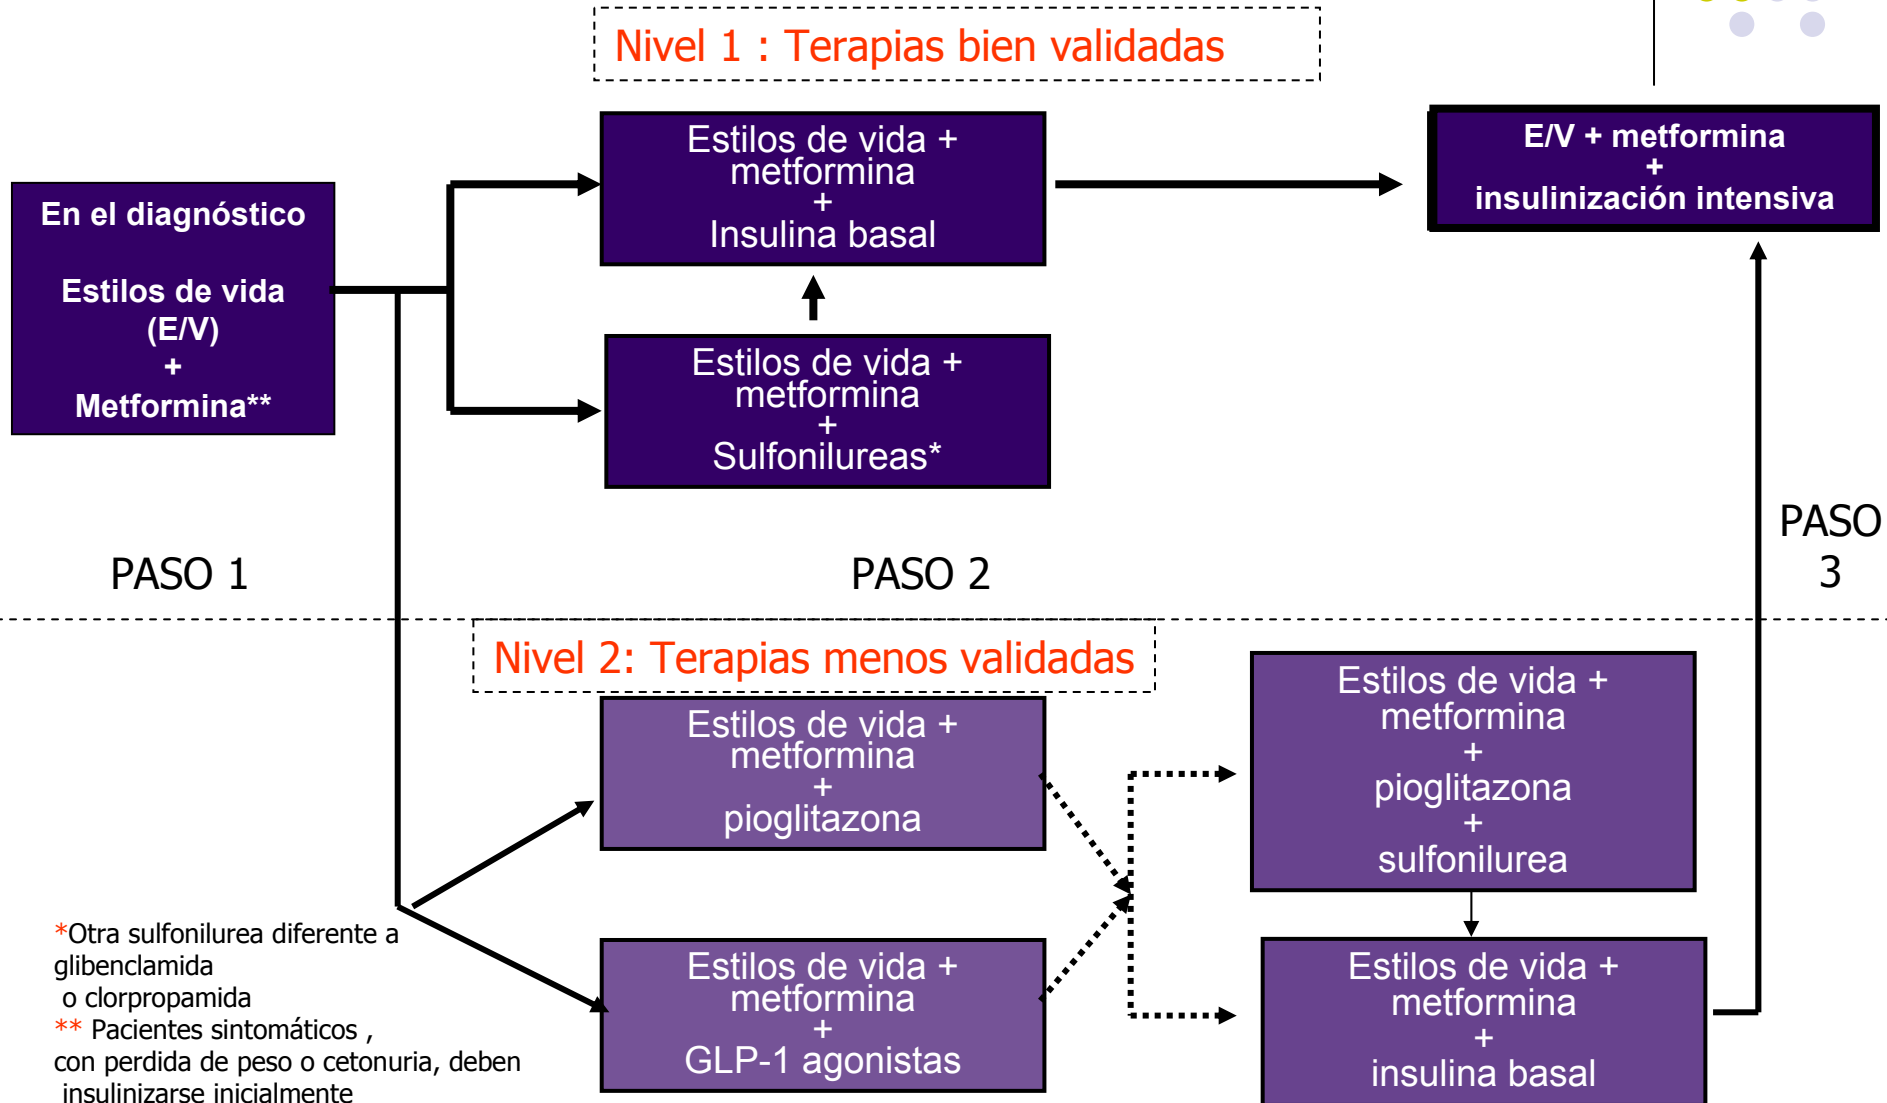 Nivel 1 : Terapias bien validadas
En el diagnóstico
Estilos de vida
(E/V)
+
Metformina**
Estilos de vida +
metformina
+
Insulina basal
Estilos de vida +
metformina
+
Sulfonilureas*
E/V + metformina
+
insulinización intensiva
PASO 1
PASO 2
PASO
3
Nivel 2: Terapias menos validadas
Estilos de vida +
metformina
+
pioglitazona
Estilos de vida +
metformina
+
GLP-1 agonistas
Estilos de vida +
metformina
+
pioglitazona
+
sulfonilurea
Estilos de vida +
metformina
+
insulina basal
*Otra sulfonilurea diferente a
glibenclamida
o clorpropamida
** Pacientes sintomáticos ,
con perdida de peso o cetonuria, deben
insulinizarse inicialmente